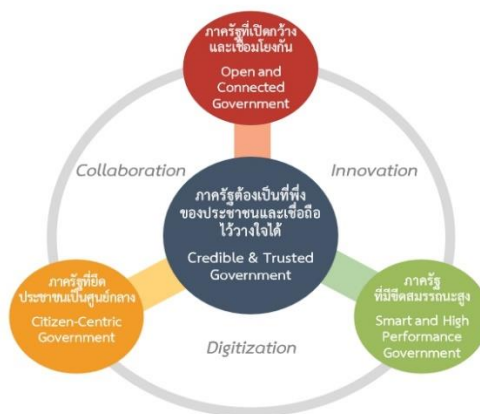 ภาครัฐที่เปิดกว้าง
และเชื่อมโยงกัน
Open and
Connected
Government
Collaboration
Innovation
ภาครัฐต้องเป็นที่พึ่ง
ของประชาชนและเชื่อถือ
ไว้วางใจได้
Credible & Trusted
Government
ภาครัฐที่ยึด
ประชาชนเป็นศูนย์กลาง
Citizen-Centric
Government
ภาครัฐ
ที่มีขีดสมรรถนะสูง
Smart and High
Performance
Government
Digitization